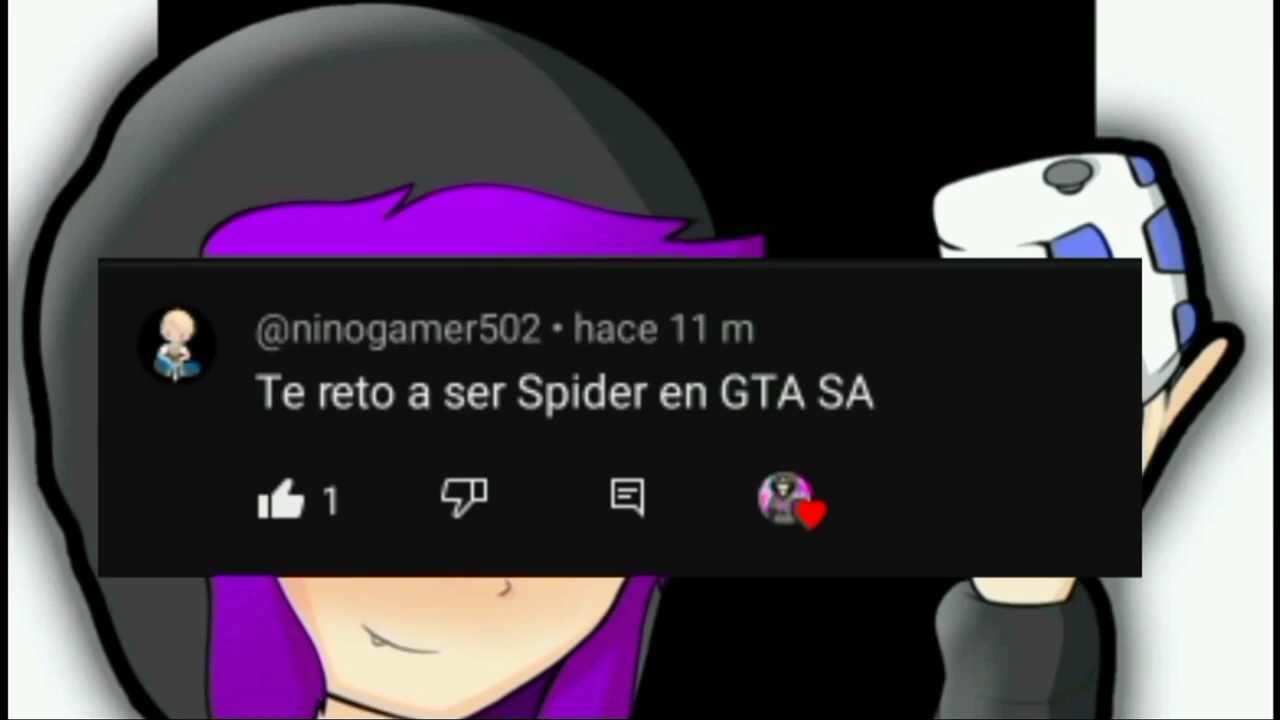 @ninogamer502 • hace 11 m
Te reto a ser Spider en GTA SA
1